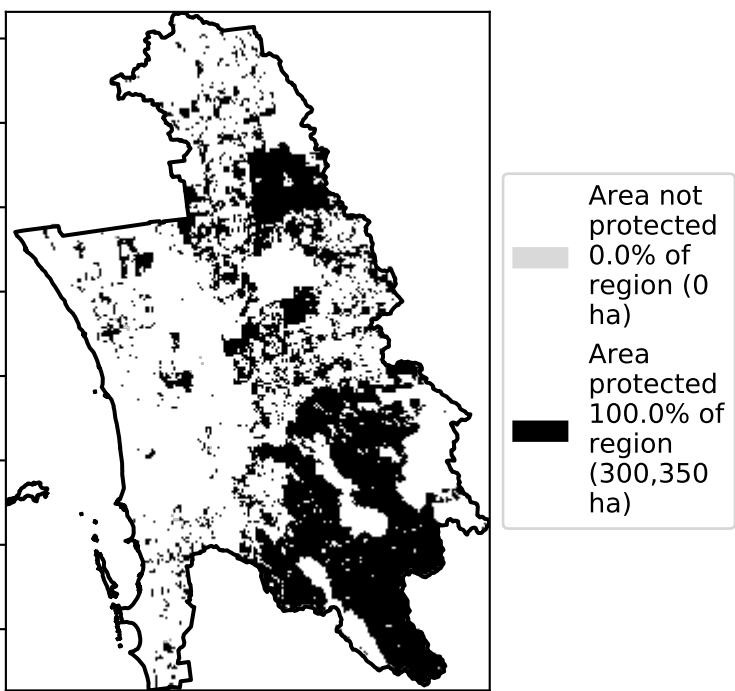 Area not
protected
0.0% of
region (0
ha)
Area
protected
100.0% of
region
(300,350
ha)